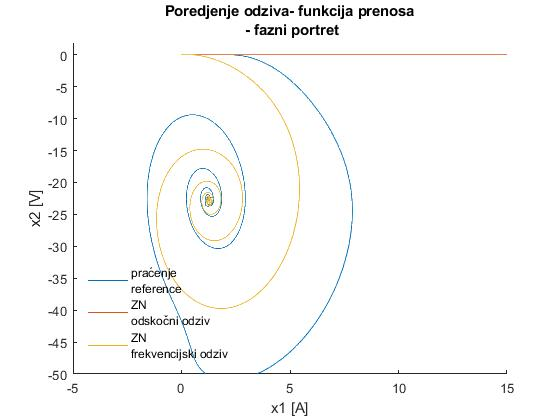 Poredjenje odziva- funkcija prenosa
- fazni portret
0
-5
-10
-15
-20
-25
-30
-35
-40
-45
-50
x2 [V]
praćenje
reference
ZN
odskočni odziv
ZN
frekvencijski odziv
-5
0
5
10
15
x1 [A]